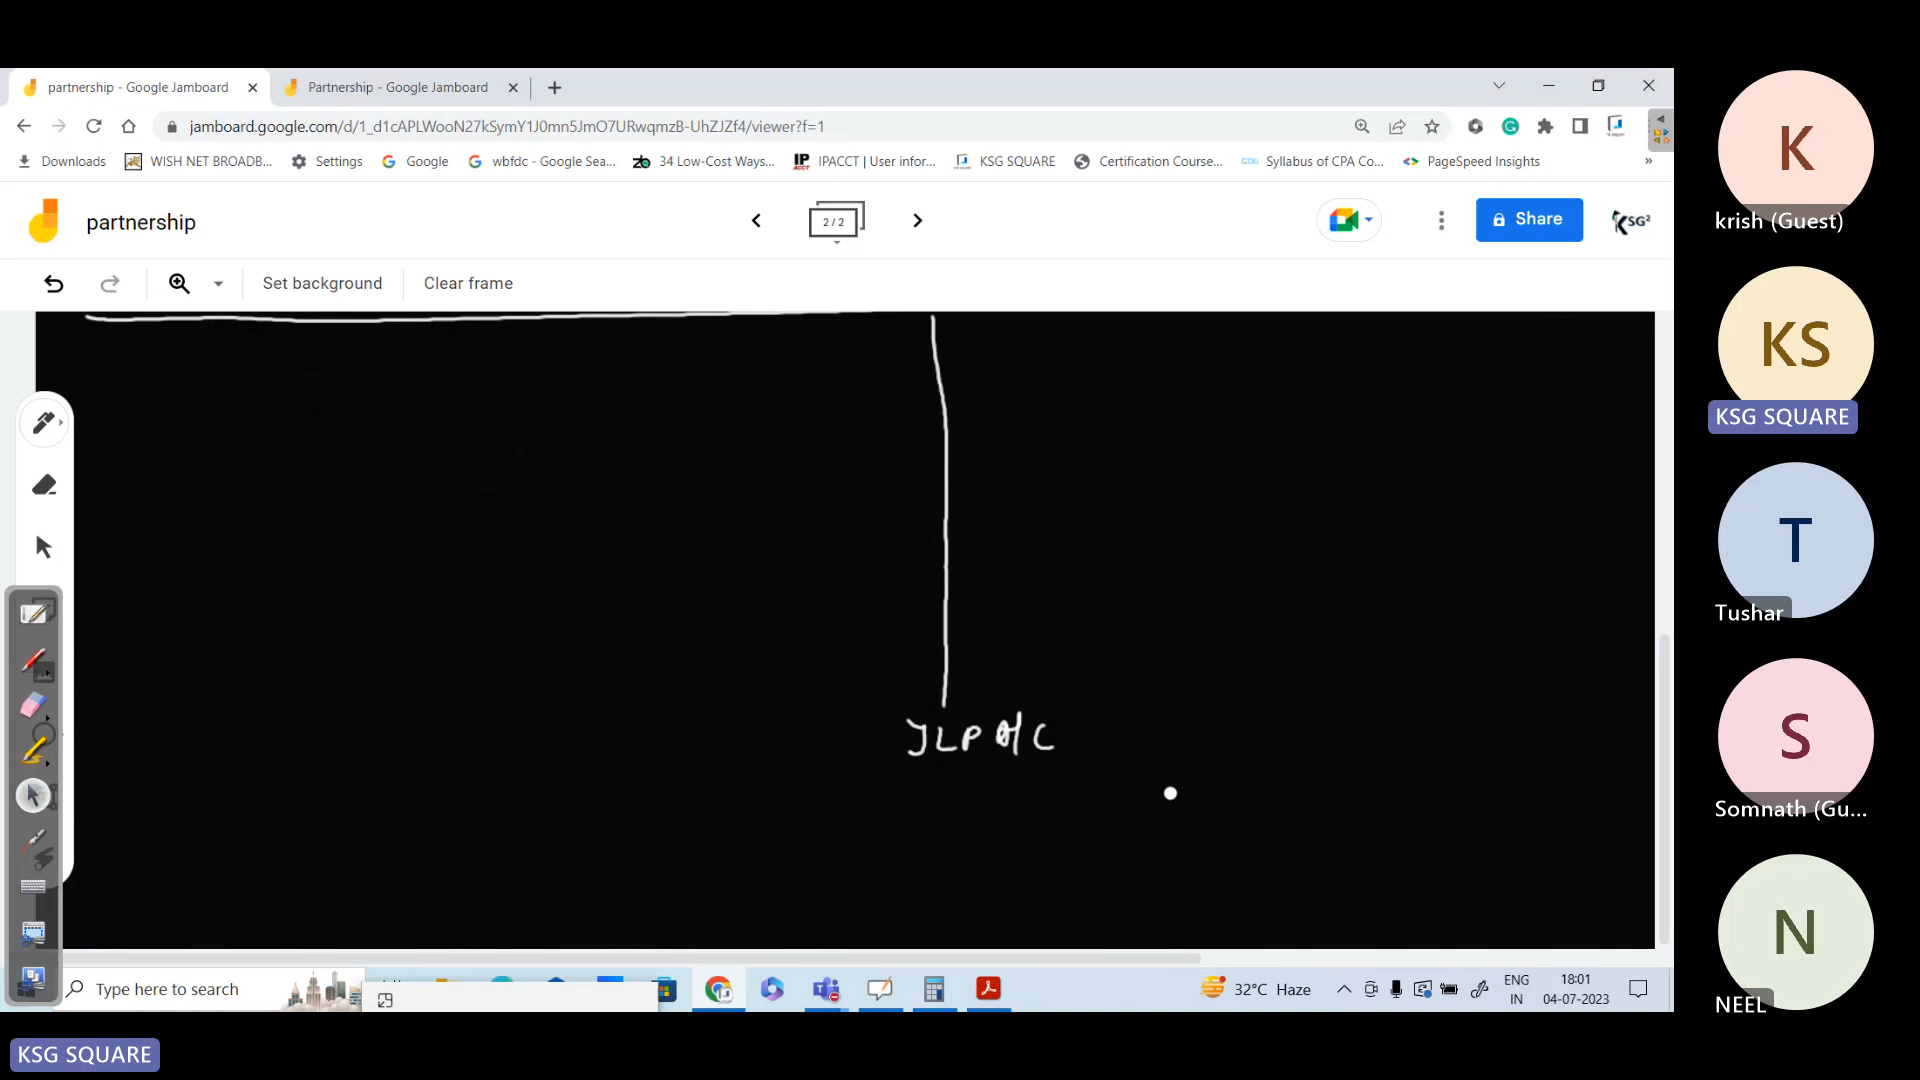 partnership - Google Jamboard
Partnership - Google Jamboard
jamboard.google.com/d/1_d1cAPLWooN27kSymY1J0mn5JmO7URwqmzB-UhZJZf4/viewer?f=1
Downloads
WISH NET BROADB...
Settings
Google
wbfdc - Google Sea...
34 Low-Cost Ways...
IPACCT | User infor...
KSG SQUARE
Certification Course...
Syllabus of CPA Co...
PageSpeed Insights
»
partnership
2 / 2
Share
KSG²
Set background
Clear frame
JLP A/C
Type here to search
32°C Haze
ENG
IN
18:01
04-07-2023
K
krish (Guest)
KS
KSG SQUARE
T
Tushar
S
Somnath (Gu...
N
NEEL
KSG SQUARE